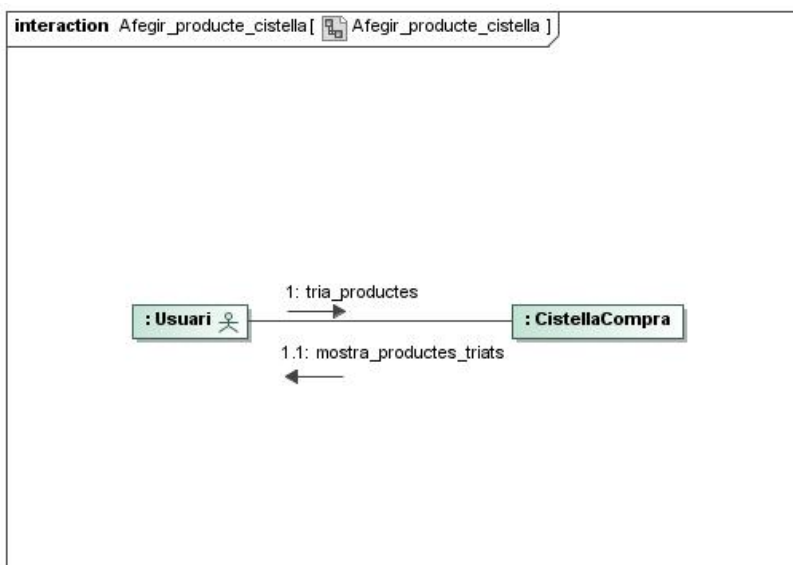 interaction Afegir_producte_cistella[ Afegir_producte_cistella ]
1: tria_productes
: Usuari
: CistellaCompra
1.1: mostra_productes_triats